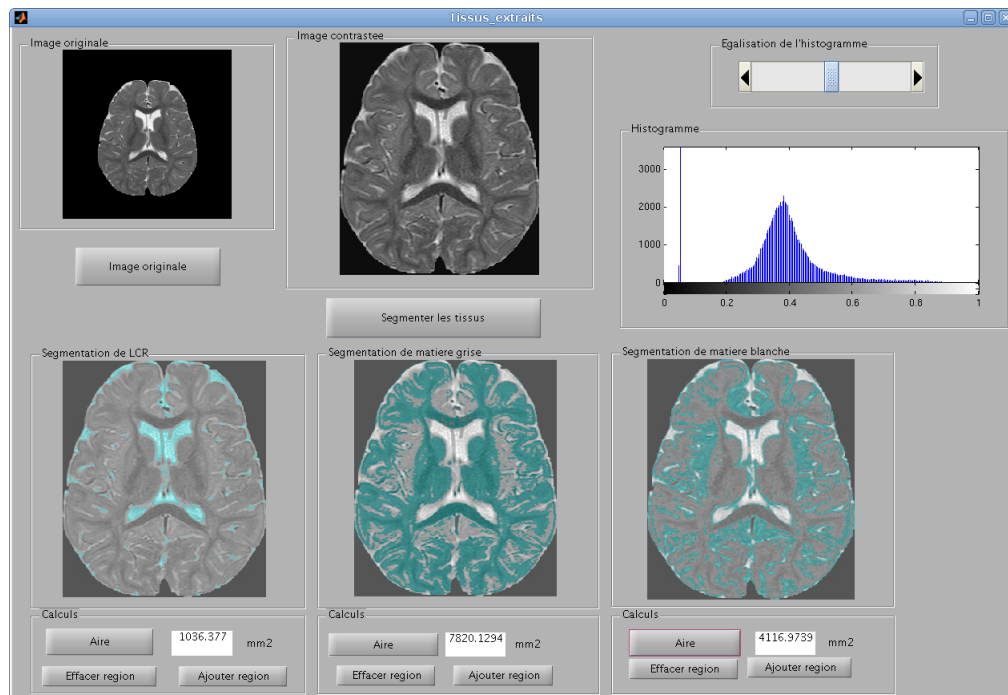 Tissus_extraits
Image originale
Image contrastee
Egalisation de l'histogramme
Image originale
Segmenter les tissus
Histogramme
3000
2000
1000
0
0 0.2 0.4 0.6 0.8 1
Segmentation de LCR
Segmentation de matiere grise
Segmentation de matiere blanche
Calculs
Aire 1036.377 mm2
Effacer region Ajouter region
Calculs
Aire 7820.1294 mm2
Effacer region Ajouter region
Calculs
Aire 4116.9739 mm2
Effacer region Ajouter region